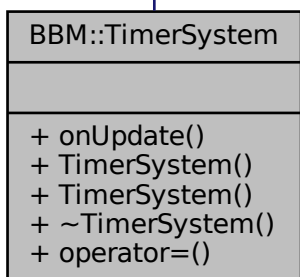 BBM::TimerSystem
+ onUpdate()
+ TimerSystem()
+ TimerSystem()
+ ~TimerSystem()
+ operator=()